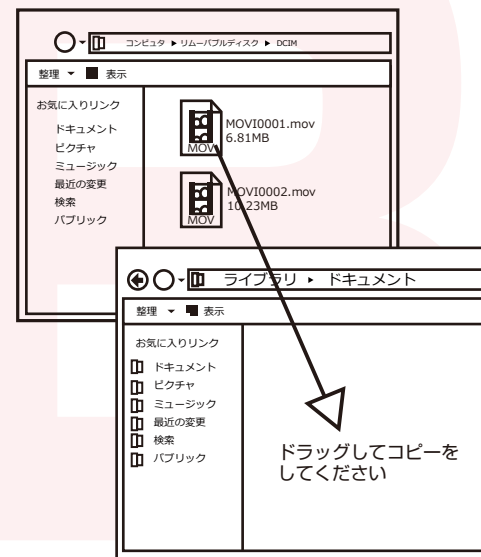 コンピュタ ▶ リムーバブルディスク ▶ DCIM
整理 ▼ 表示
お気に入りリンク
ドキュメント
ピクチャ
ミュージック
最近の変更
検索
パブリック
MOVI0001.mov
6.81MB
MOV
MOVI0002.mov
10.23MB
MOV
ライブラリ ▶ ドキュメント
整理 ▼ 表示
お気に入りリンク
ドキュメント
ピクチャ
ミュージック
最近の変更
検索
パブリック
ドラッグしてコピーを
してください